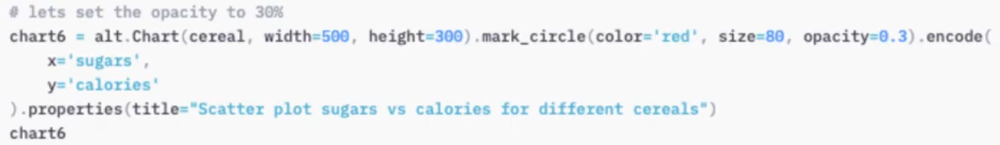 # lets set the opacity to 30%
chart6 = alt.Chart(cereal, width=500, height=300).mark_circle(color='red', size=80, opacity=0.3).encode(
    x='sugars',
    y='calories'
).properties(title="Scatter plot sugars vs calories for different cereals")
chart6